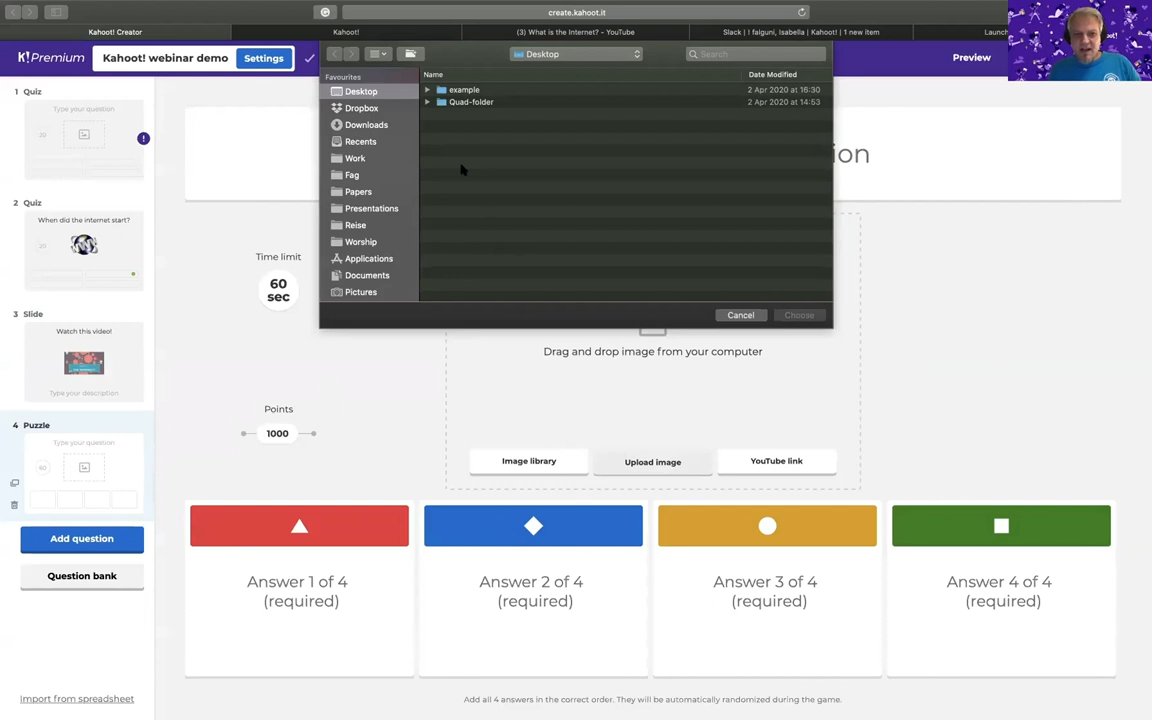 create.kahoot.it
Kahoot! Creator
Kahoot!
(3) What is the Internet? - YouTube
Slack | ! faiguni, Isabella | Kahoot! | 1 new item
Launc
K! Premium
Kahoot! webinar demo
Settings
Preview
Desktop
Search
Favourites
Desktop
Dropbox
Downloads
Recents
Work
Fag
Papers
Presentations
Reise
Worship
Applications
Documents
Pictures
Name
Date Modified
example
2 Apr 2020 at 16:30
Quad-folder
2 Apr 2020 at 14:53
Cancel
Choose
1 Quiz
Type your question
20
2 Quiz
When did the internet start?
20
3 Slide
Watch this video!
Type your description
4 Puzzle
Type your question
60
Add question
Question bank
Import from spreadsheet
ion
Time limit
60
sec
Points
1000
Drag and drop image from your computer
Image library
Upload image
YouTube link
Answer 1 of 4
(required)
Answer 2 of 4
(required)
Answer 3 of 4
(required)
Answer 4 of 4
(required)
Add all 4 answers in the correct order. They will be automatically randomized during the game.